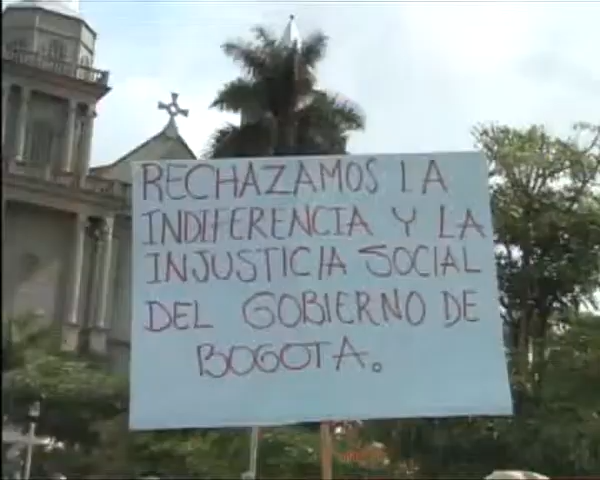 RECHAZAMOS LA
INDIFERENCIA Y LA
INJUSTICIA SOCIAL
DEL GOBIERNO DE
BOGOTA.